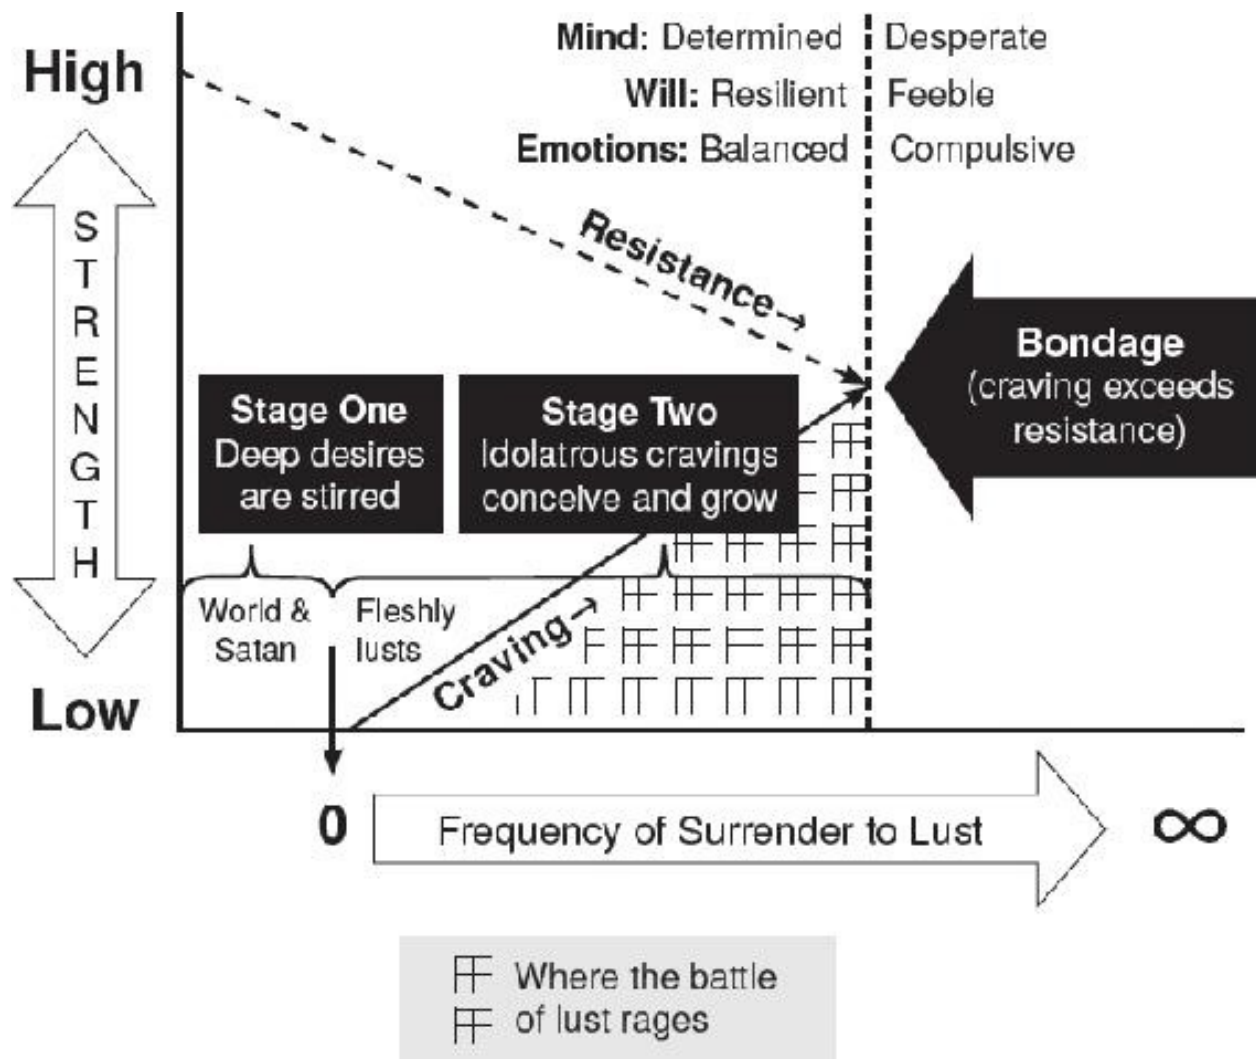 Mind: Determined Desperate
High
Will: Resilient Feeble
Emotions: Balanced Compulsive
STRENGTH
Resistance→
Bondage
(craving exceeds
resistance)
Stage One
Deep desires
are stirred
Stage Two
Idolatrous cravings
conceive and grow
World &
Satan
Fleshly
lusts
Craving→
Low
0
Frequency of Surrender to Lust
∞
Where the battle
of lust rages